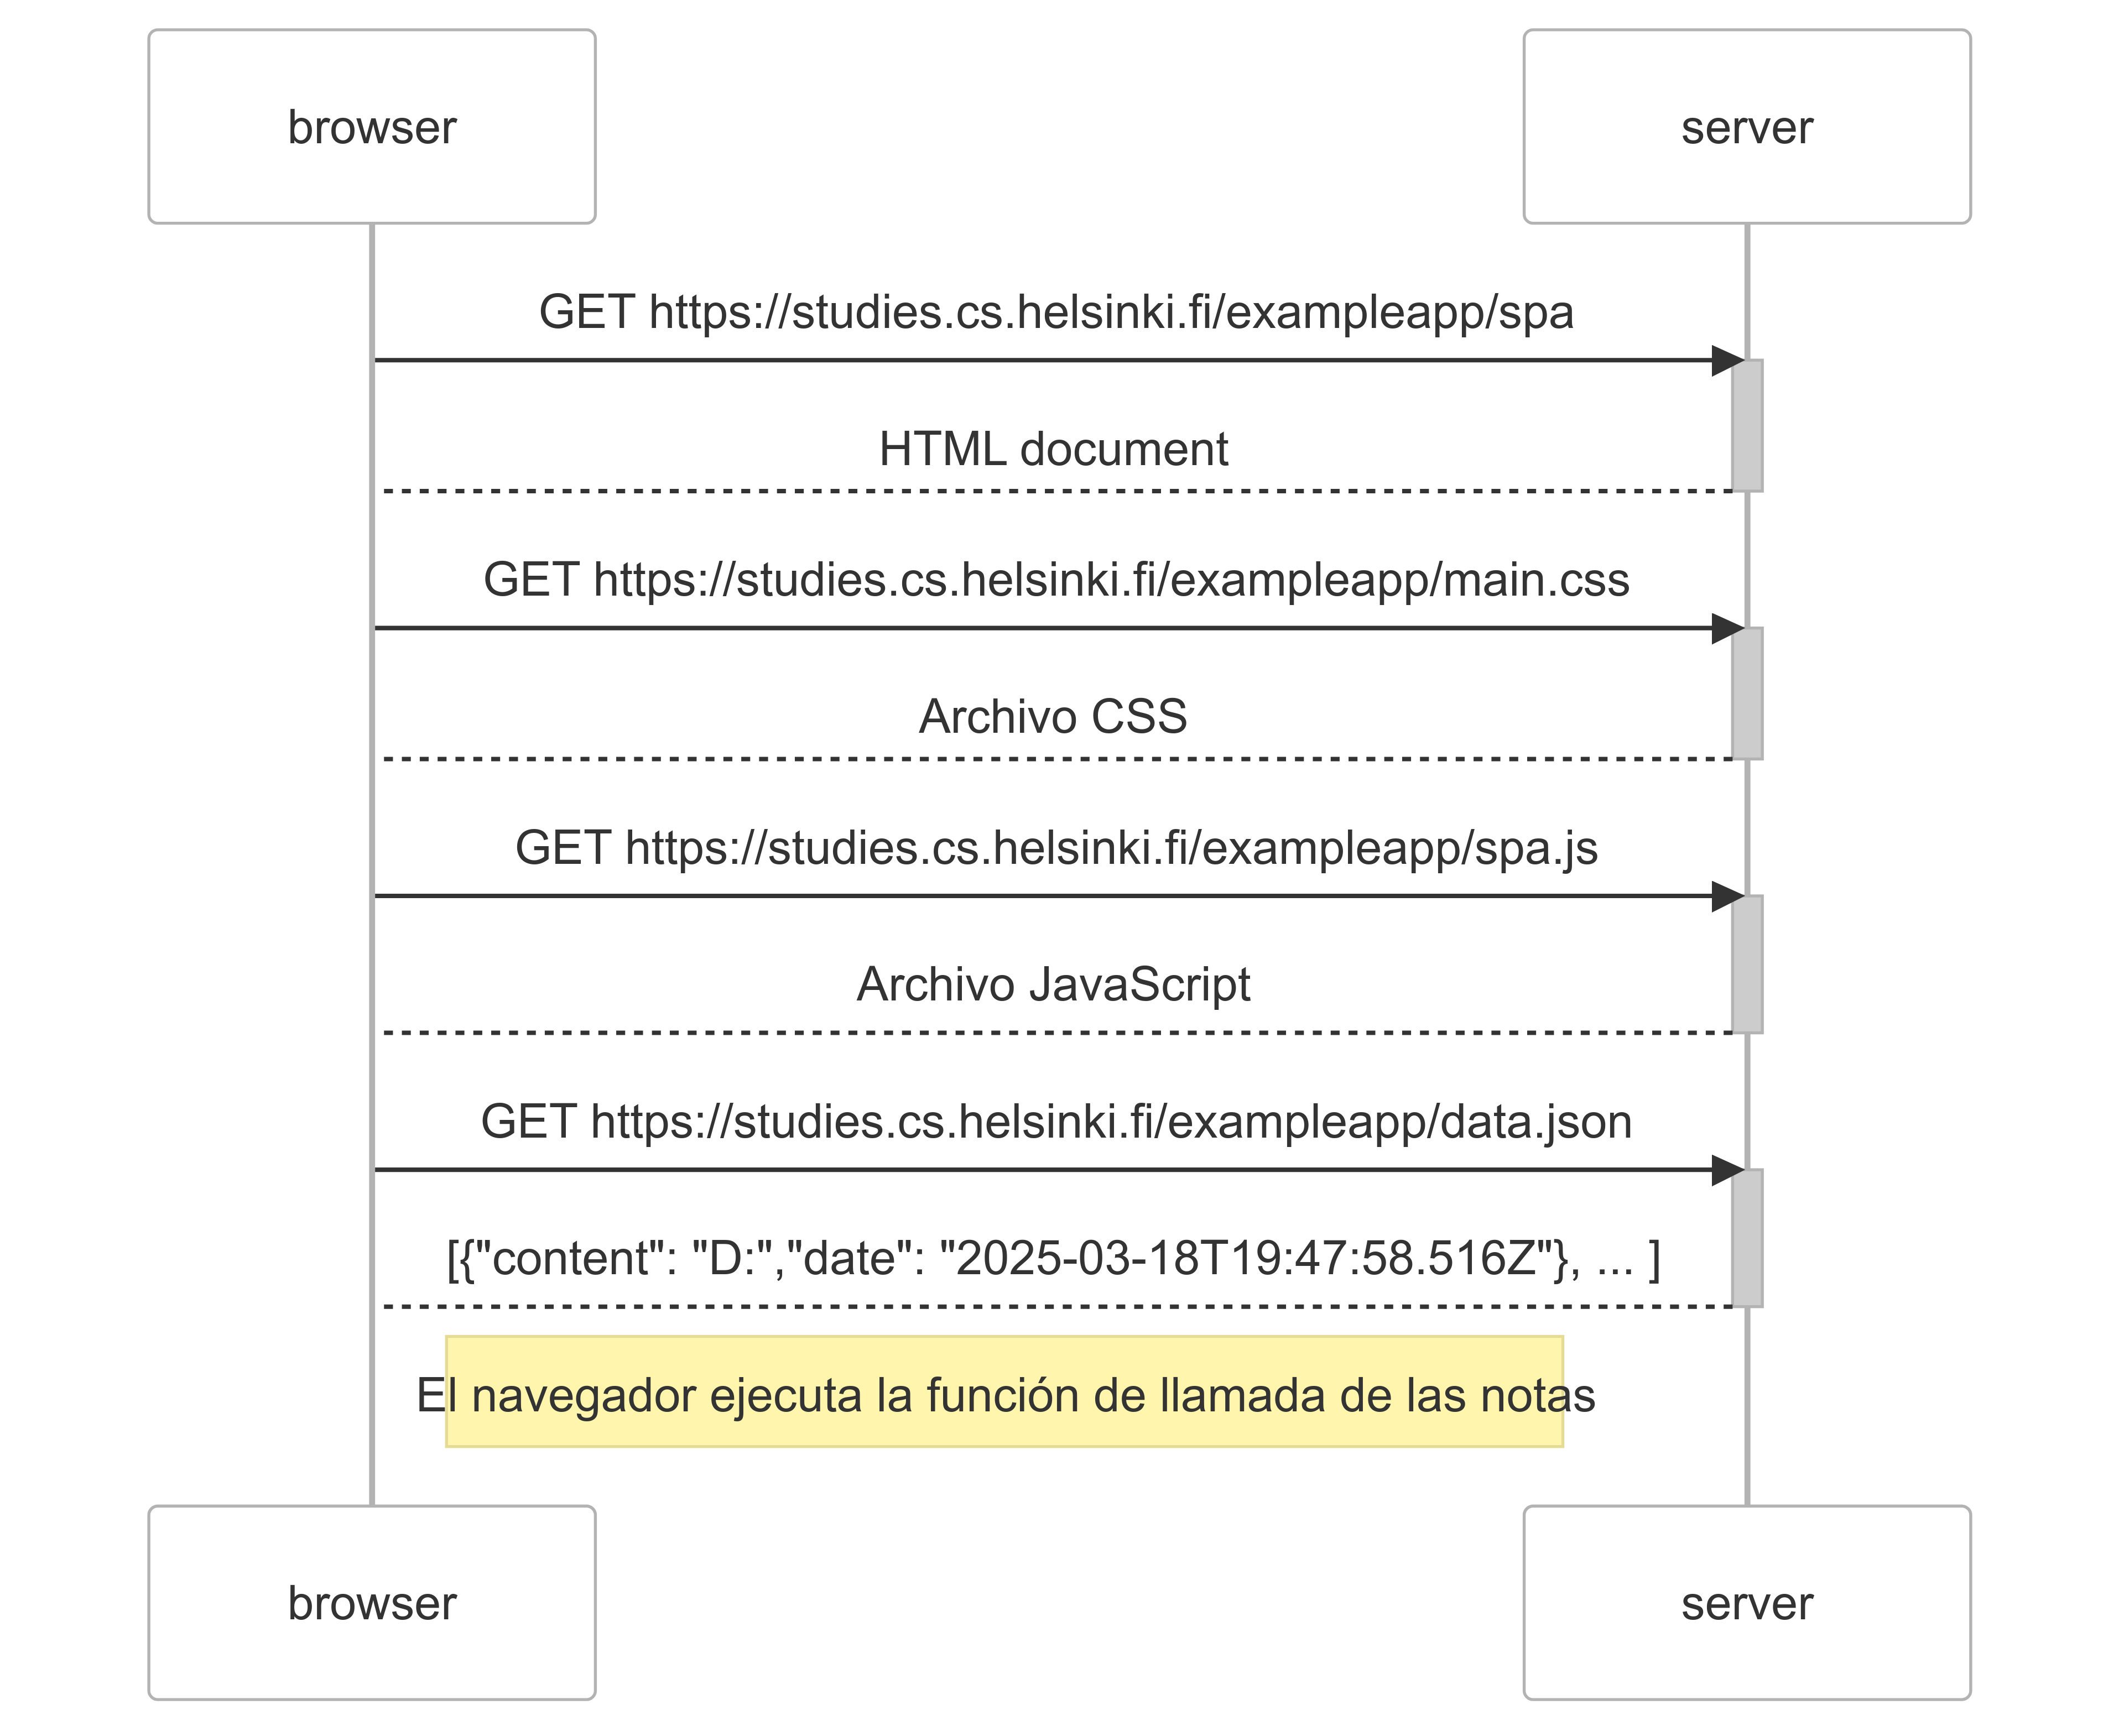 browser
server
GET https://studies.cs.helsinki.fi/exampleapp/spa
HTML document
GET https://studies.cs.helsinki.fi/exampleapp/main.css
Archivo CSS
GET https://studies.cs.helsinki.fi/exampleapp/spa.js
Archivo JavaScript
GET https://studies.cs.helsinki.fi/exampleapp/data.json
[{"content": "D:","date": "2025-03-18T19:47:58.516Z"}, ... ]
El navegador ejecuta la función de llamada de las notas
browser
server